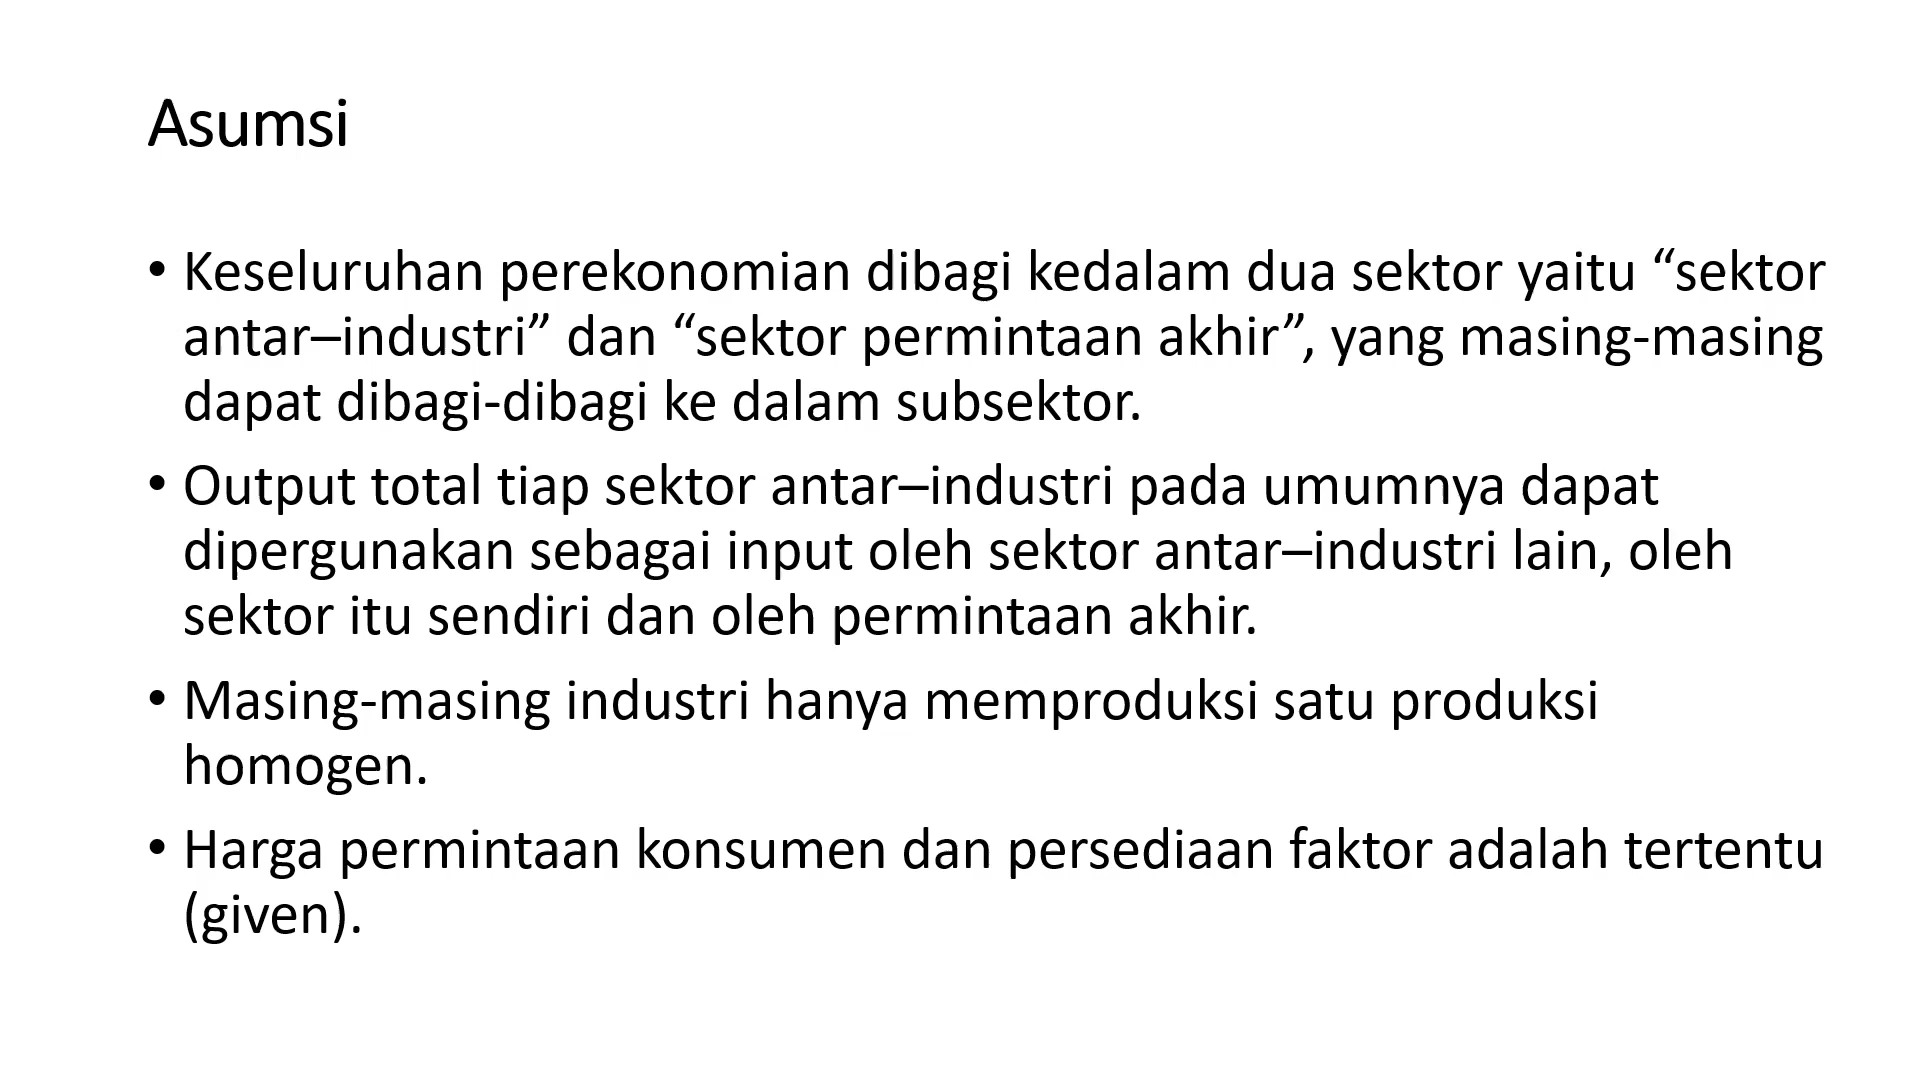 Asumsi
• Keseluruhan perekonomian dibagi kedalam dua sektor yaitu “sektor
antar–industri” dan “sektor permintaan akhir”, yang masing-masing
dapat dibagi-dibagi ke dalam subsektor.
• Output total tiap sektor antar–industri pada umumnya dapat
dipergunakan sebagai input oleh sektor antar–industri lain, oleh
sektor itu sendiri dan oleh permintaan akhir.
• Masing-masing industri hanya memproduksi satu produksi
homogen.
• Harga permintaan konsumen dan persediaan faktor adalah tertentu
(given).